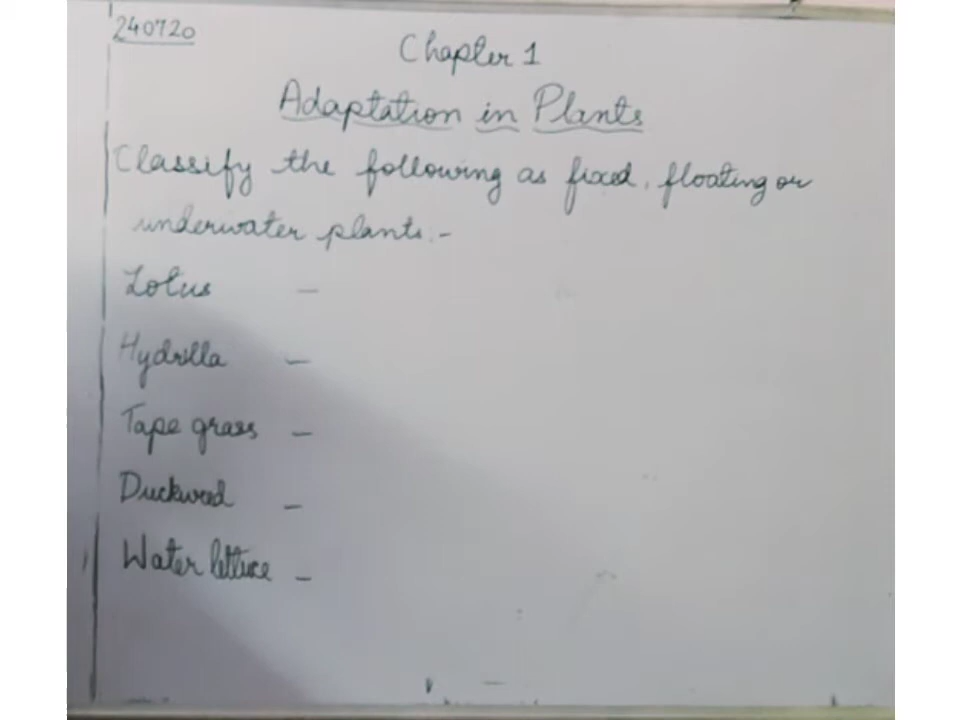 240720
Chapter 1
Adaptation in Plants
Classify the following as fixed, floating or
underwater plants.-
Lotus -
Hydrilla -
Tape grass -
Duckweed -
Water lettuce -